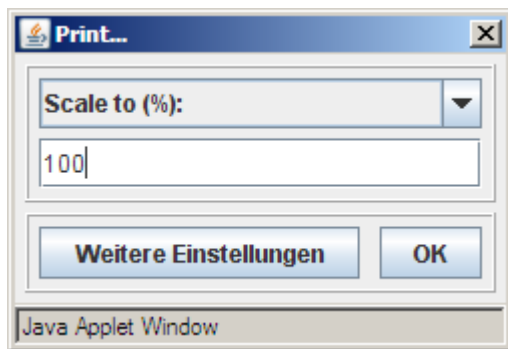 Print...
Scale to (%):
100
Weitere Einstellungen OK
Java Applet Window